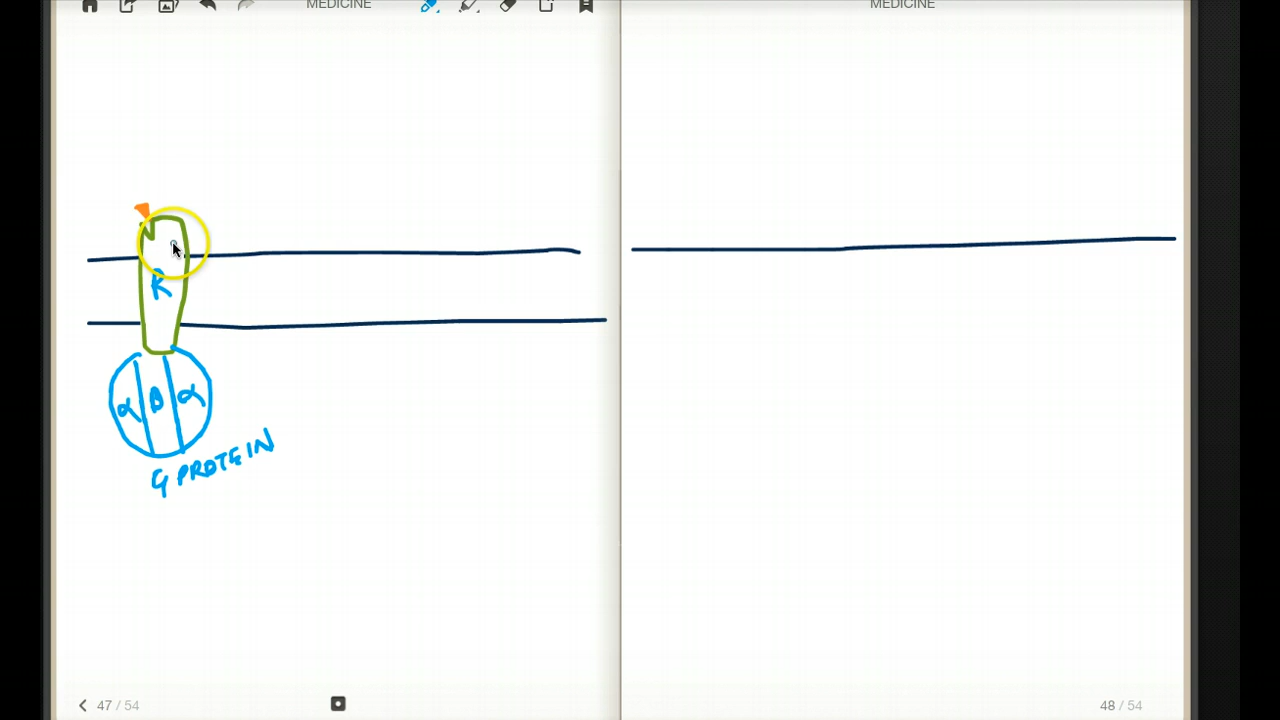 MEDICINE
MEDICINE
R
α B α
G PROTEIN
47 / 54
48 / 54